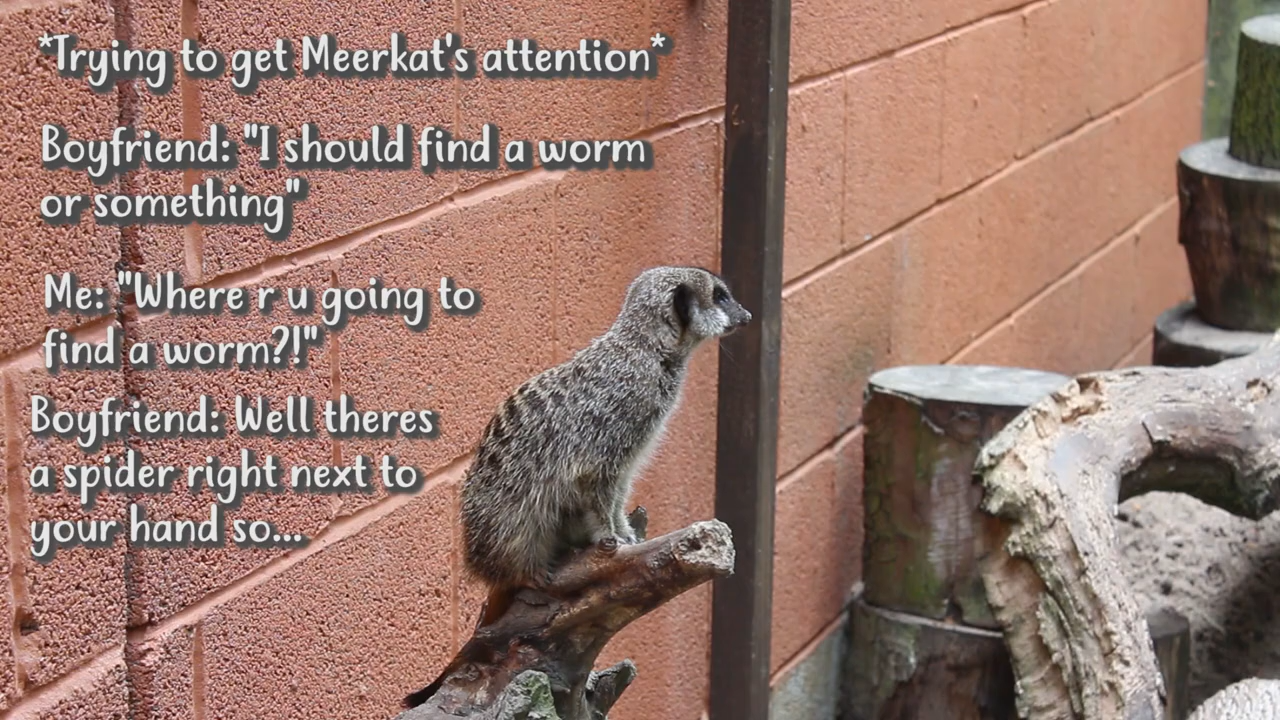 *Trying to get Meerkat's attention*
Boyfriend: "I should find a worm
or something"
Me: "Where r u going to
find a worm?!"
Boyfriend: Well theres
a spider right next to
your hand so...